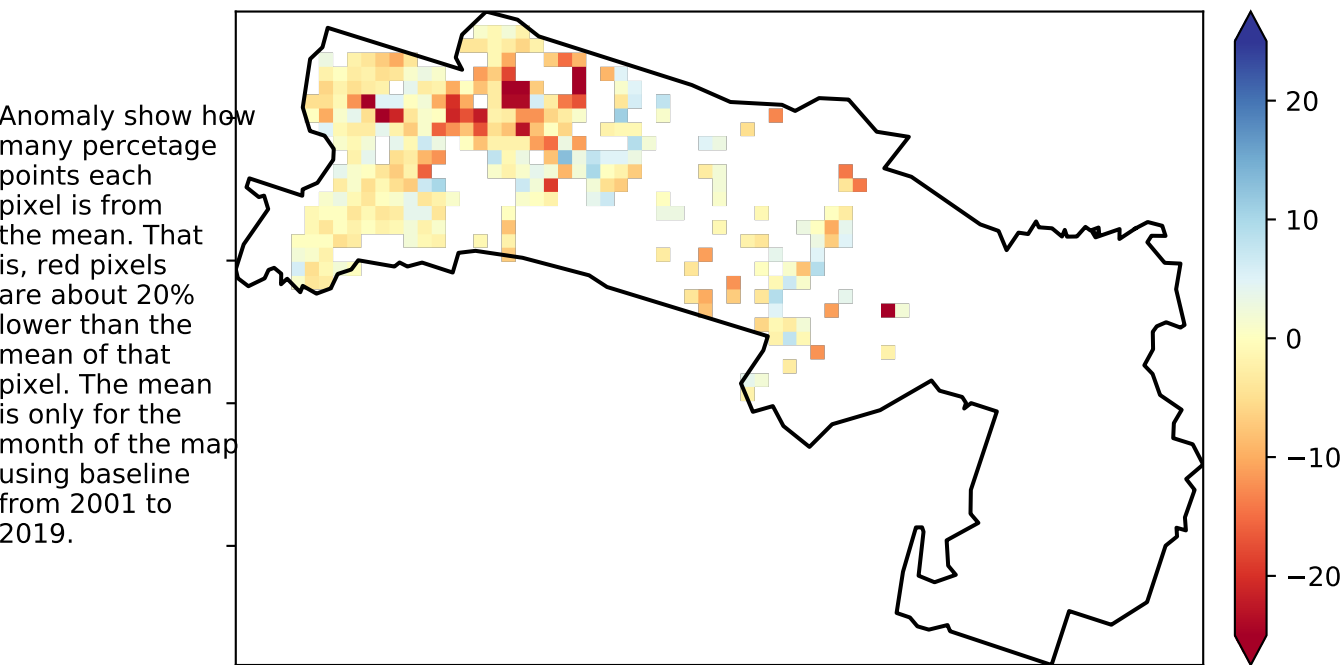 Anomaly show how
many percetage
points each
pixel is from
the mean. That
is, red pixels
are about 20%
lower than the
mean of that
pixel. The mean
is only for the
month of the map
using baseline
from 2001 to
2019.
20
10
0
−10
−20